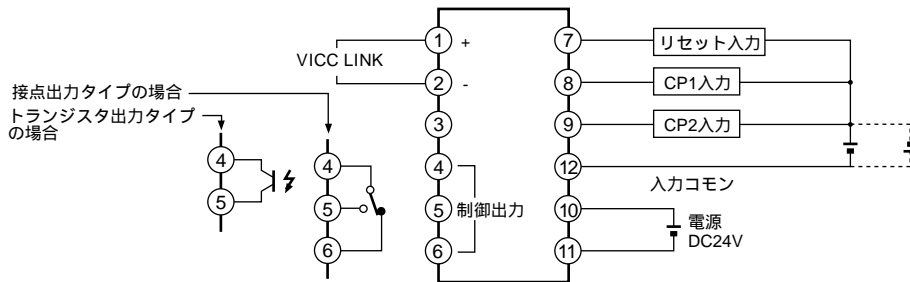 VICC LINK
1 +
2 -
3
4
5 制御出力
6
7 リセット入力
8 CP1入力
9 CP2入力
12
入力コモン
10
11
電源
DC24V
接点出力タイプの場合
トランジスタ出力タイプ
の場合
4
5
4
5
6